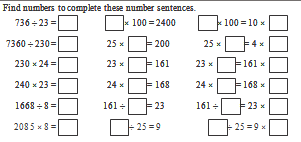 Find numbers to complete these number sentences.
736 ÷ 23 = □ □ × 100 = 2400 □ × 100 = 10 × □
7360 ÷ 230 = □ 25 × □ = 200 25 × □ = 4 × □
230 × 24 = □ 23 × □ = 161 23 × □ = 161 × □
240 × 23 = □ 24 × □ = 168 24 × □ = 168 × □
1668 ÷ 8 = □ 161 ÷ □ = 23 161 ÷ □ = 23 × □
2085 × 8 = □ □ ÷ 25 = 9 □ ÷ 25 = 9 × □